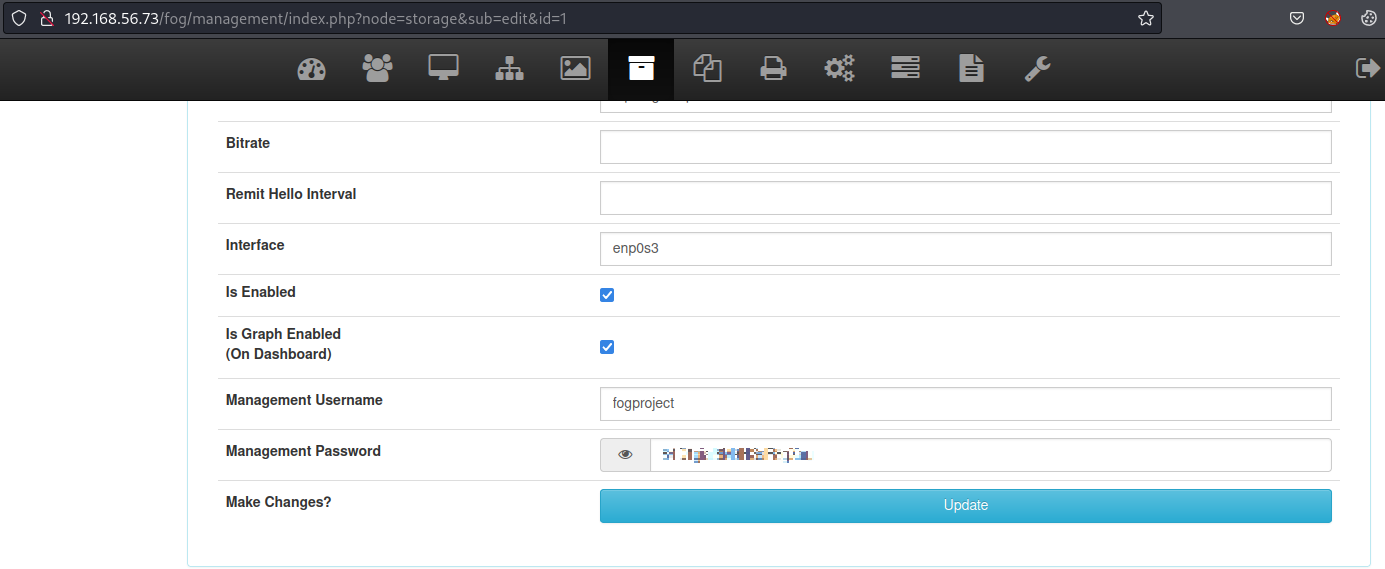 192.168.56.73/fog/management/index.php?node=storage&sub=edit&id=1
Bitrate
Remit Hello Interval
Interface
enp0s3
Is Enabled
Is Graph Enabled
(On Dashboard)
Management Username
fogproject
Management Password
Make Changes?
Update